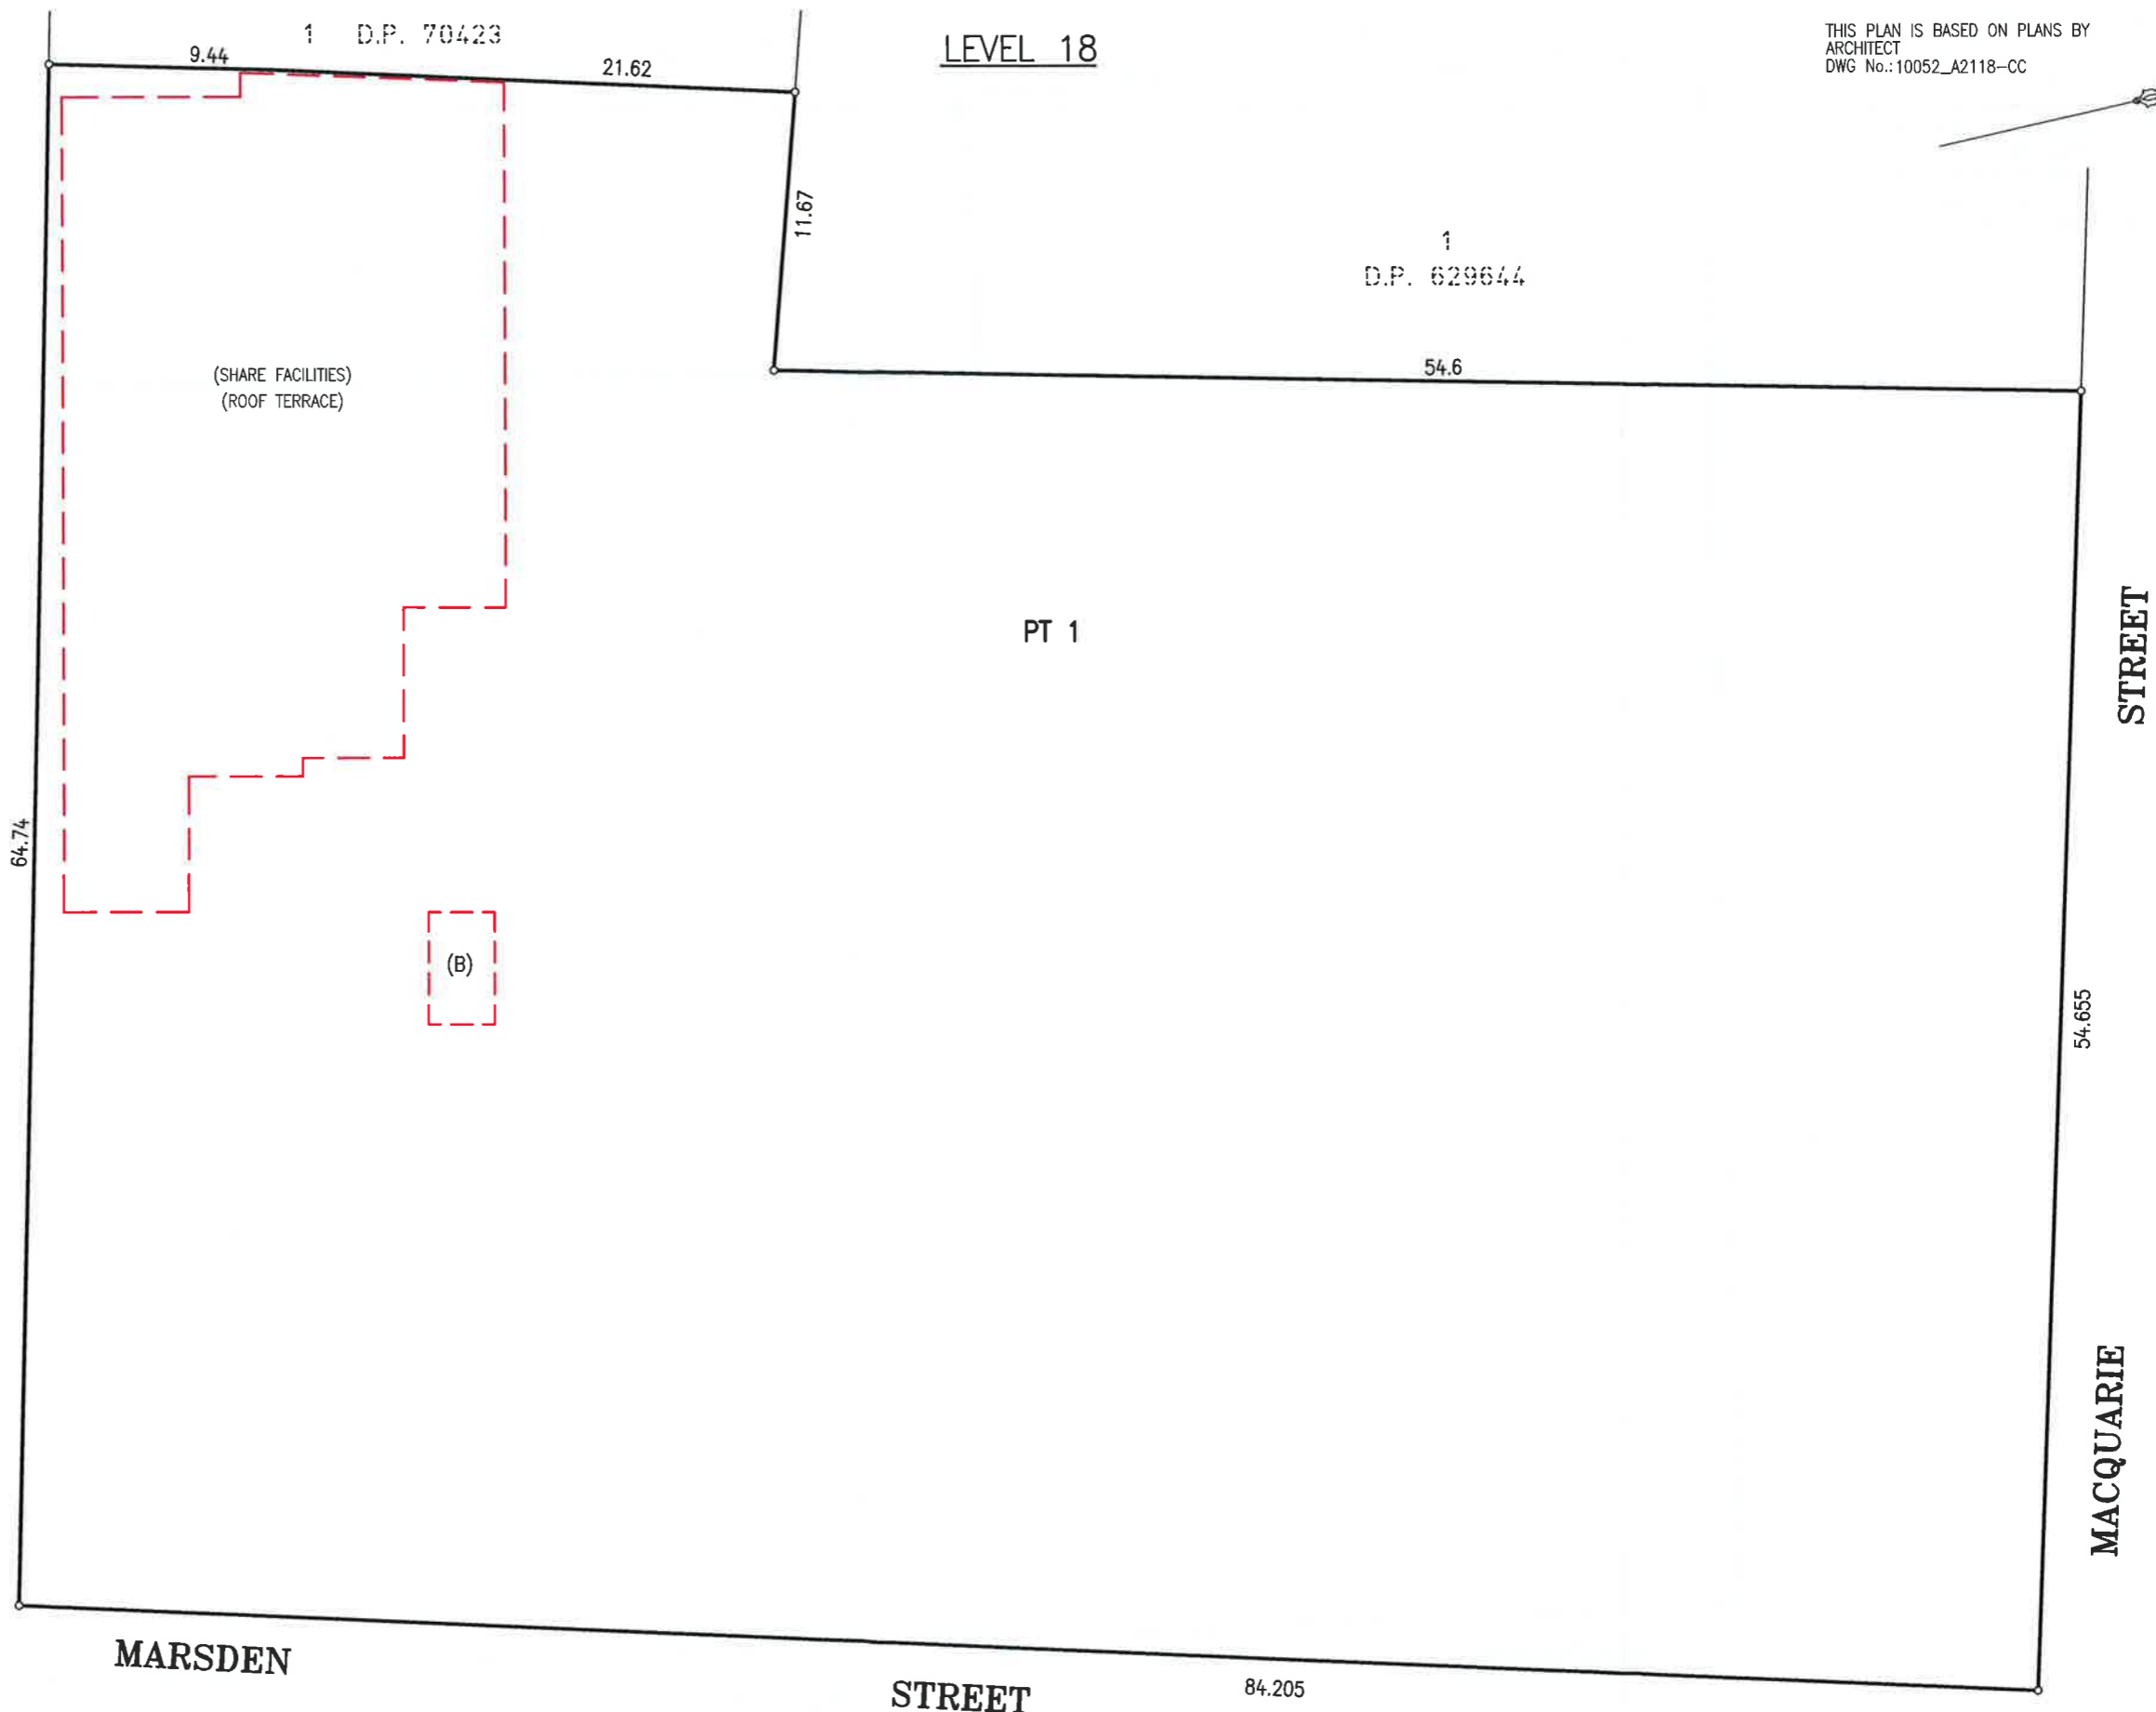 1 D.P. 70423
LEVEL 18
THIS PLAN IS BASED ON PLANS BY
ARCHITECT
DWG No.:10052_A2118-CC
9.44
21.62
11.67
1
D.P. 629644
54.6
(SHARE FACILITIES)
(ROOF TERRACE)
PT 1
STREET
64.74
(B)
54.655
MACQUARIE
MARSDEN
STREET
84.205